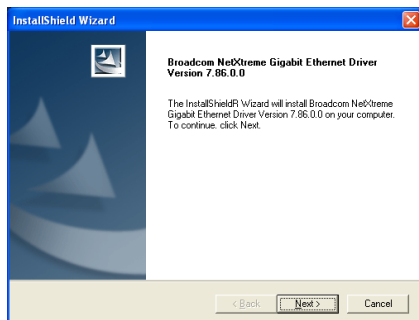 InstallShield Wizard
Broadcom NetXtreme Gigabit Ethernet Driver
Version 7.86.0.0
The InstallShieldR Wizard will install Broadcom NetXtreme
Gigabit Ethernet Driver Version 7.86.0.0 on your computer.
To continue, click Next.
< Back
Next >
Cancel